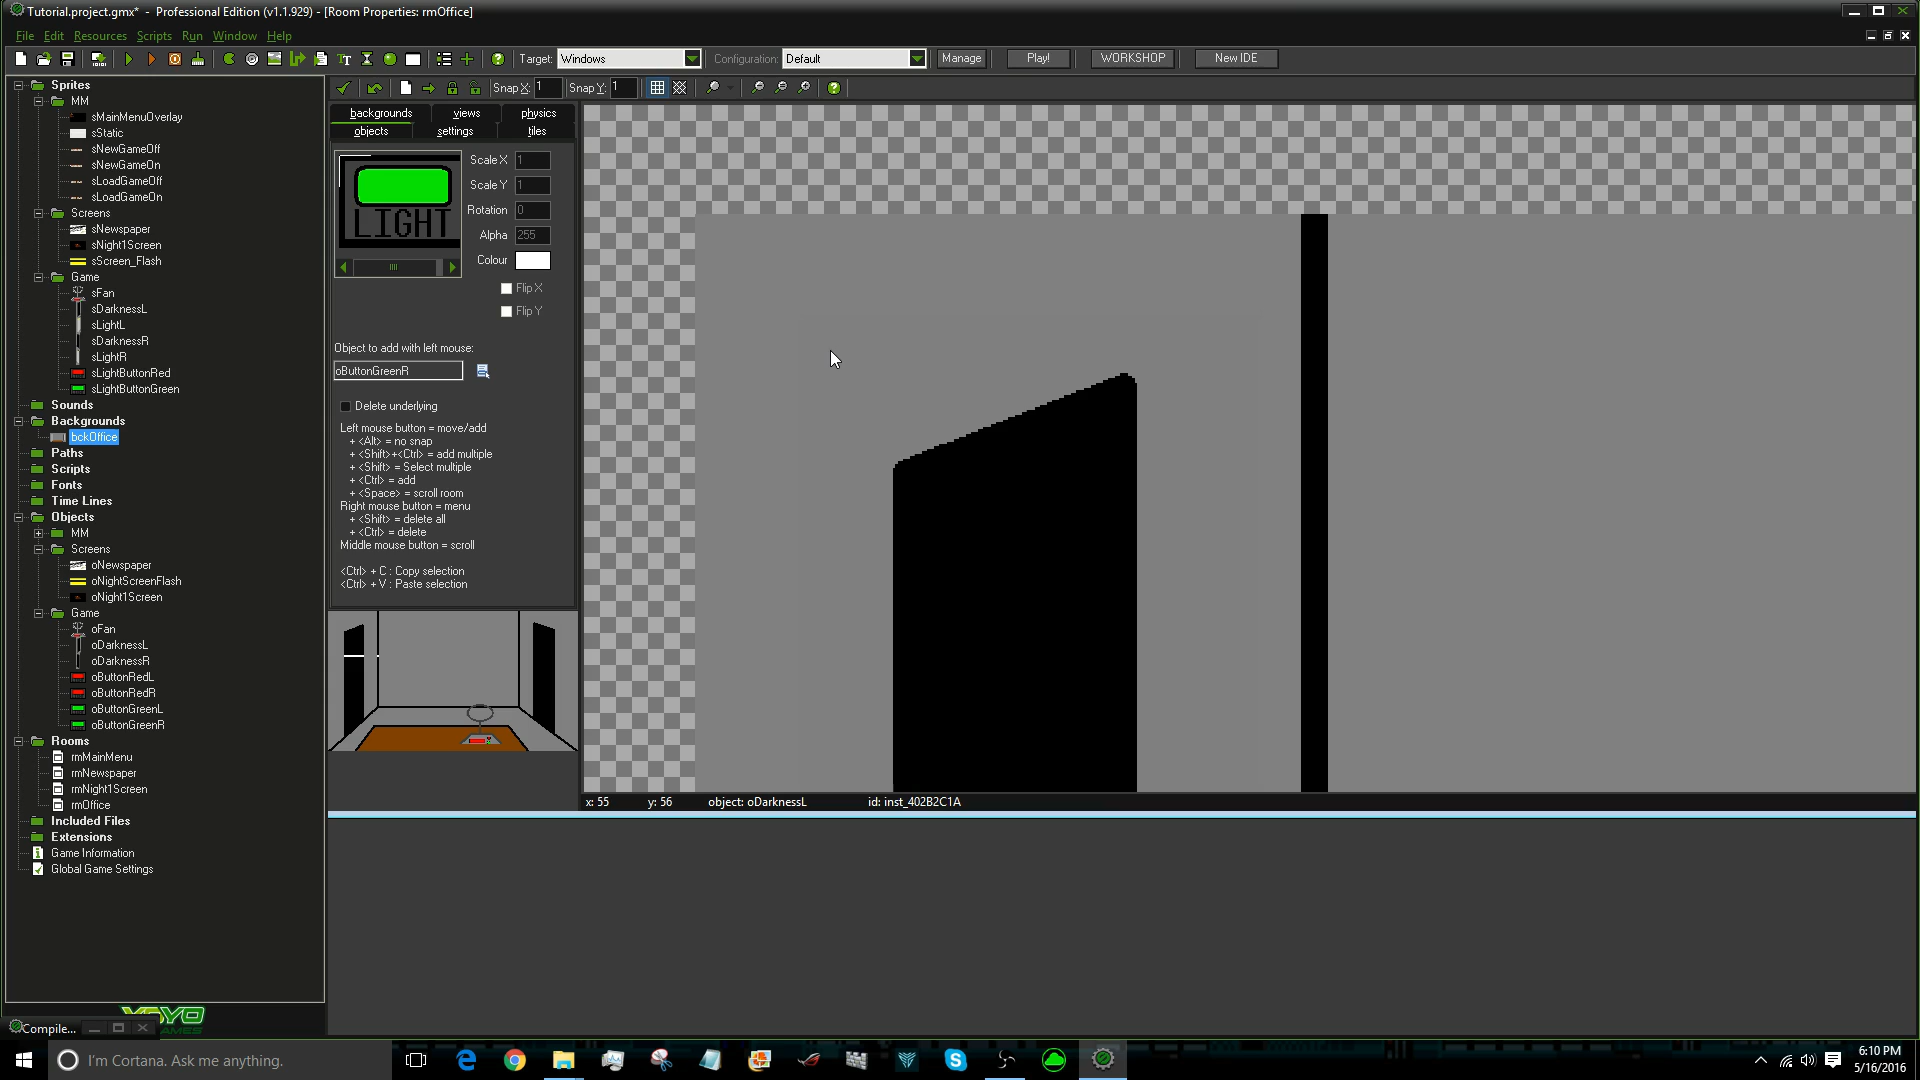 Tutorial.project.gmx* - Professional Edition (v1.1.929) - [Room Properties: rmOffice]
File Edit Resources Scripts Run Window Help
Target: Windows Configuration: Default Manage Play! WORKSHOP New IDE
Snap X: 1 Snap Y: 1
backgrounds views physics
objects settings tiles
Sprites
MM
sMainMenuOverlay
sStatic
sNewGameOff
sNewGameOn
sLoadGameOff
sLoadGameOn
Screens
sNewspaper
sNight1Screen
sScreen_Flash
Game
sFan
sDarknessL
sLightL
sDarknessR
sLightR
sLightButtonRed
sLightButtonGreen
Sounds
Backgrounds
bckOffice
Paths
Scripts
Fonts
Time Lines
Objects
MM
Screens
oNewspaper
oNightScreenFlash
oNight1Screen
Game
oFan
oDarknessL
oDarknessR
oButtonRedL
oButtonRedR
oButtonGreenL
oButtonGreenR
Rooms
rmMainMenu
rmNewspaper
rmNight1Screen
rmOffice
Included Files
Extensions
Game Information
Global Game Settings
LIGHT
Scale X 1
Scale Y 1
Rotation 0
Alpha 255
Colour
Flip X
Flip Y
Object to add with left mouse:
oButtonGreenR
Delete underlying
Left mouse button = move/add
+ <Alt> = no snap
+ <Shift>+<Ctrl> = add multiple
+ <Shift> = Select multiple
+ <Ctrl> = add
+ <Space> = scroll room
Right mouse button = menu
+ <Shift> = delete all
+ <Ctrl> = delete
Middle mouse button = scroll
<Ctrl> + C : Copy selection
<Ctrl> + V : Paste selection
x: 55 y: 56 object: oDarknessL id: inst_402B2C1A
YOYO
GAMES
Compile...
I'm Cortana. Ask me anything.
6:10 PM
5/16/2016